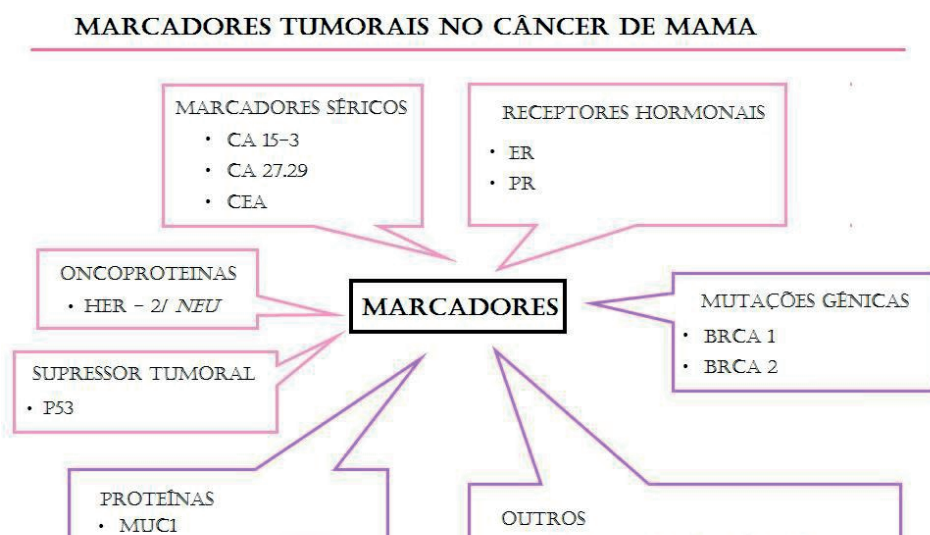 MARCADORES TUMORAIS NO CÂNCER DE MAMA
MARCADORES SÉRICOS
• CA 15-3
• CA 27.29
• CEA
RECEPTORES HORMONAIS
• ER
• PR
ONCOPROTEINAS
• HER - 2/ NEU
MARCADORES
MUTAÇÕES GÊNICAS
• BRCA 1
• BRCA 2
SUPRESSOR TUMORAL
• P53
PROTEÍNAS
• MUC1
OUTROS